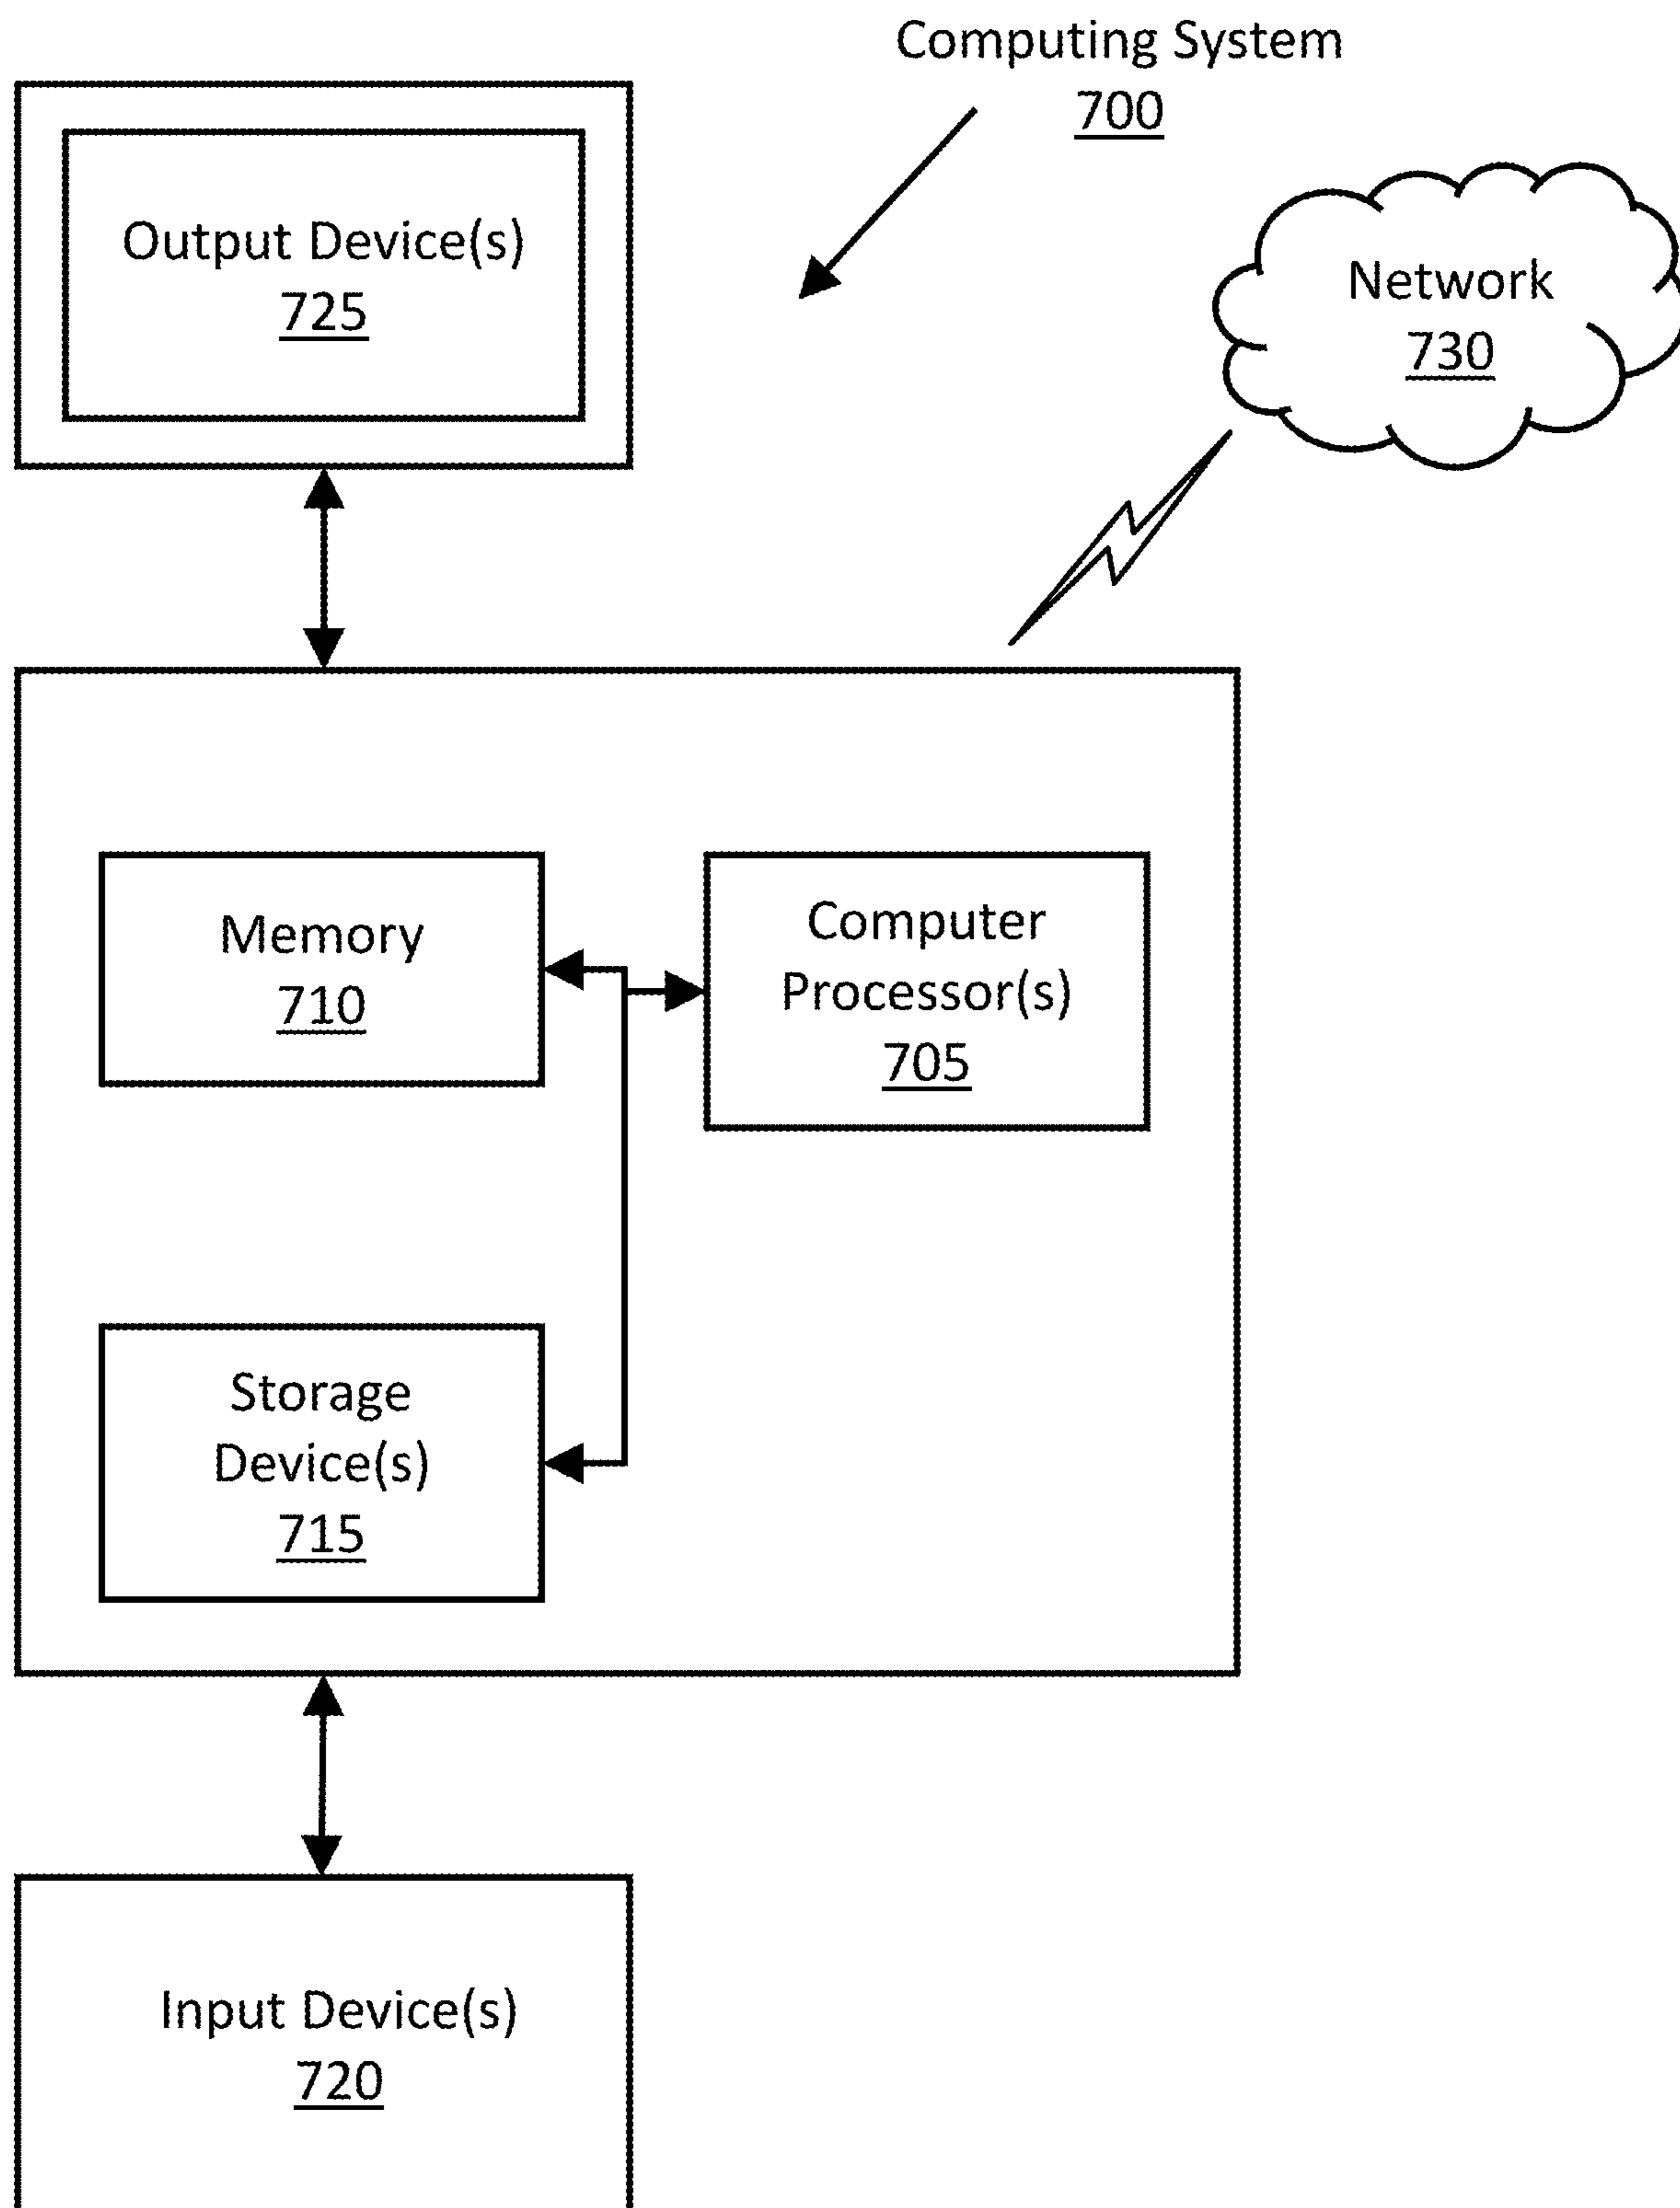 Computing System
700
Output Device(s)
725
Network
730
Memory
710
Computer
Processor(s)
705
Storage
Device(s)
715
Input Device(s)
720